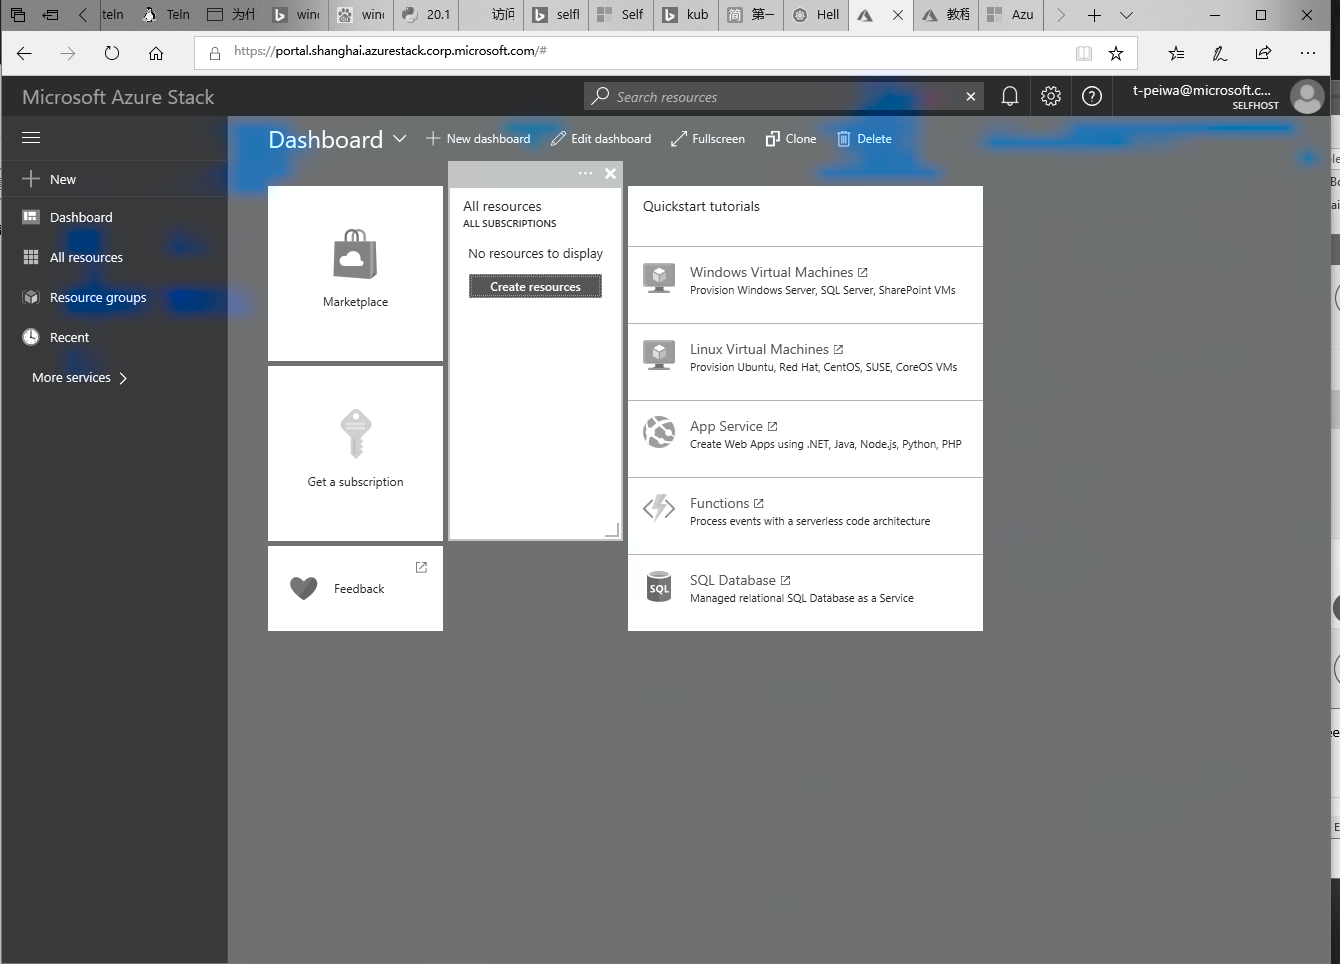 teln
Teln
为什
wind
wind
20.1
访问
selfl
Self
kub
简
第一
Hell
教程
Azu
https://portal.shanghai.azurestack.corp.microsoft.com/#
Microsoft Azure Stack
Search resources
t-peiwa@microsoft.c...
SELFHOST
Dashboard
New dashboard
Edit dashboard
Fullscreen
Clone
Delete
New
Dashboard
All resources
Resource groups
Recent
More services
Marketplace
Get a subscription
Feedback
All resources
ALL SUBSCRIPTIONS
No resources to display
Create resources
Quickstart tutorials
Windows Virtual Machines
Provision Windows Server, SQL Server, SharePoint VMs
Linux Virtual Machines
Provision Ubuntu, Red Hat, CentOS, SUSE, CoreOS VMs
App Service
Create Web Apps using .NET, Java, Node.js, Python, PHP
Functions
Process events with a serverless code architecture
SQL
SQL Database
Managed relational SQL Database as a Service